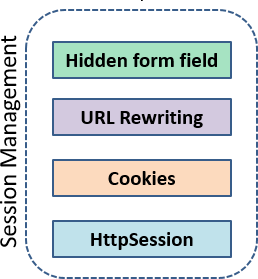 Session Management
Hidden form field
URL Rewriting
Cookies
HttpSession